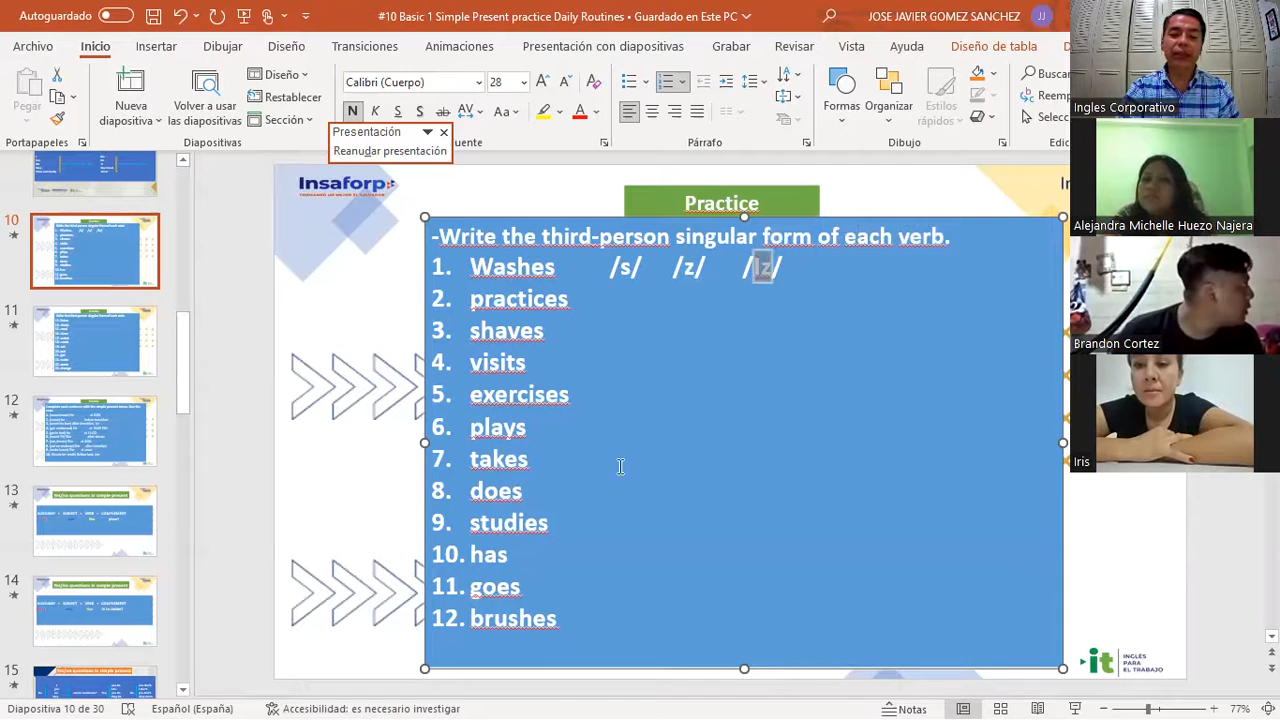 Autoguardado
#10 Basic 1 Simple Present practice Daily Routines • Guardado en Este PC
JOSE JAVIER GOMEZ SANCHEZ
JJ
Archivo Inicio Insertar Dibujar Diseño Transiciones Animaciones Presentación con diapositivas Grabar Revisar Vista Ayuda Diseño de tabla
Pegar
Nueva diapositiva
Volver a usar diapositivas
Diseño
Restablecer
Sección
Calibri (Cuerpo) 28
N K S ab Aa
Formas Organizar Estilos rápidos
Buscar
Portapapeles Diapositivas Párrafo Dibujo
Presentación
Reanudar presentación
10
11
12
13
14
15
Insaforp
Practice
-Write the third-person singular form of each verb.
1. Washes /s/ /z/ /Iz/
2. practices
3. shaves
4. visits
5. exercises
6. plays
7. takes
8. does
9. studies
10. has
11. goes
12. brushes
it INGLÉS PARA EL TRABAJO
Ingles Corporativo
Alejandra Michelle Huezo Najera
Brandon Cortez
Iris
Diapositiva 10 de 30 Español (España) Accesibilidad: es necesario investigar Notas 77%